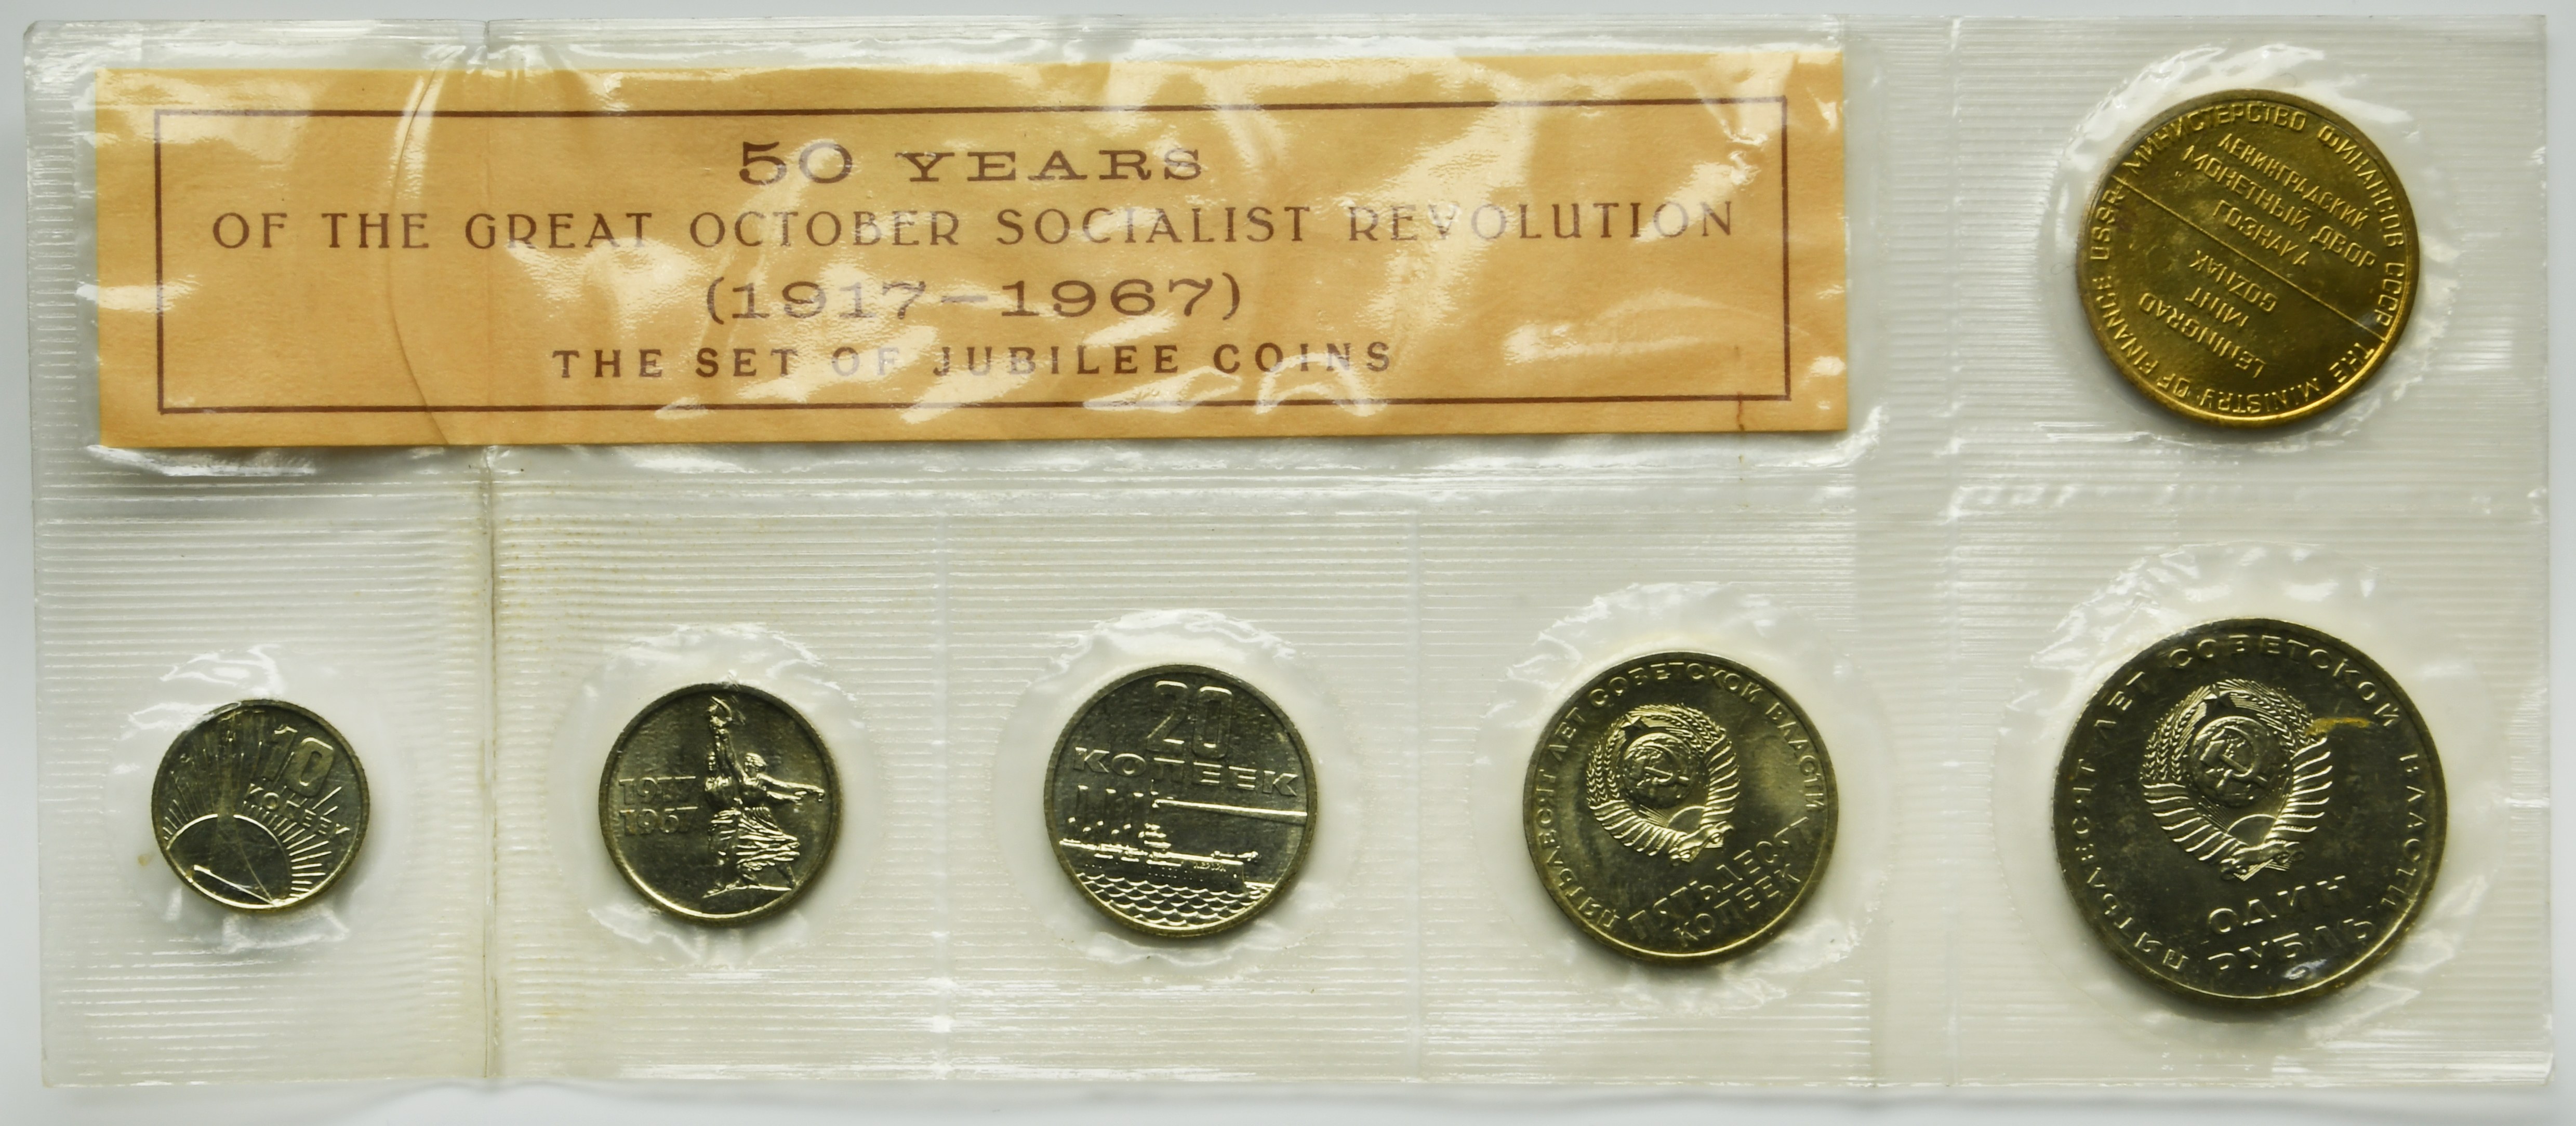 50 YEARS
OF THE GREAT OCTOBER SOCIALIST REVOLUTION
(1917–1967)
THE SET OF JUBILEE COINS
МИНИСТЕРСТВО ФИНАНСОВ СССР
ЛЕНИНГРАДСКИЙ
МОНЕТНЫЙ ДВОР
ГОЗНАКА
LENINGRAD
MINT
GOZNAK
THE MINISTRY OF FINANCE USSR
10
КОПЕЕК
1917
1967
20
КОПЕЕК
ПЯТЬДЕСЯТ ЛЕТ СОВЕТСКОЙ ВЛАСТИ
ПЯТЬДЕСЯТ
КОПЕЕК
ПЯТЬДЕСЯТ ЛЕТ СОВЕТСКОЙ ВЛАСТИ
ОДИН
РУБЛЬ